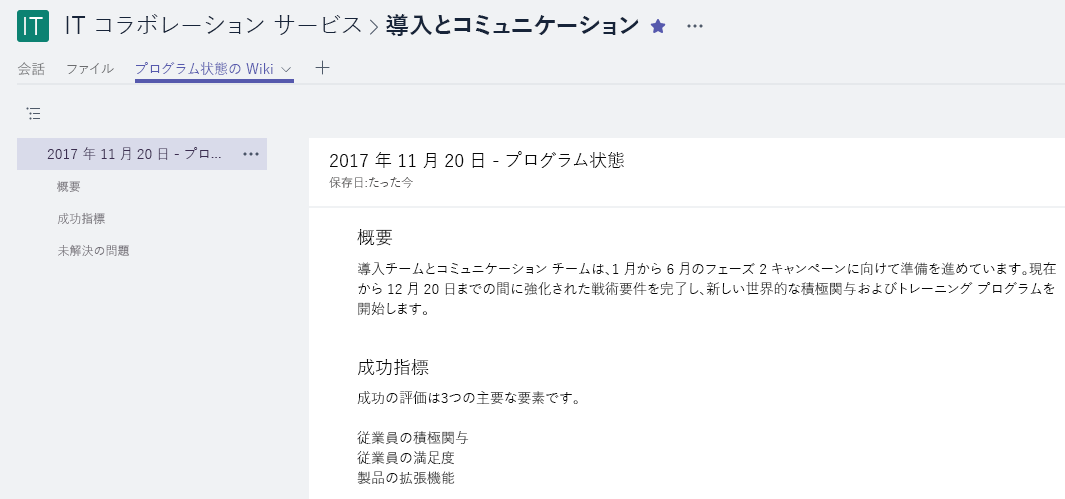 IT IT コラボレーション サービス > 導入とコミュニケーション
会話 ファイル プログラム状態の Wiki
2017 年 11 月 20 日 - プロ...
概要
成功指標
未解決の問題
2017 年 11 月 20 日 - プログラム状態
保存日:たった今
概要
導入チームとコミュニケーション チームは、1 月から 6 月のフェーズ 2 キャンペーンに向けて準備を進めています。現在
から 12 月 20 日までの間に強化された戦術要件を完了し、新しい世界的な積極関与およびトレーニング プログラムを
開始します。
成功指標
成功の評価は3つの主要な要素です。
従業員の積極関与
従業員の満足度
製品の拡張機能